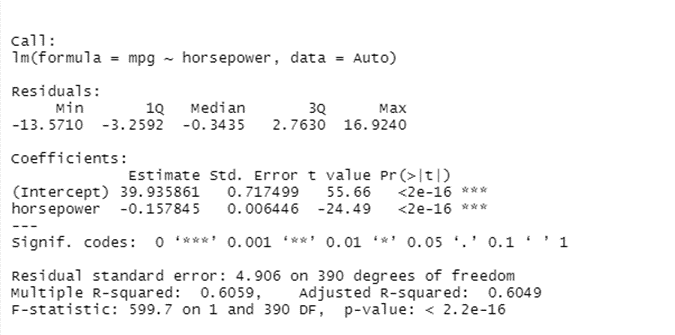 Call:
lm(formula = mpg ~ horsepower, data = Auto)
Residuals:
Min 1Q Median 3Q Max
-13.5710 -3.2592 -0.3435 2.7630 16.9240
Coefficients:
Estimate Std. Error t value Pr(>|t|)
(Intercept) 39.935861 0.717499 55.66 <2e-16 ***
horsepower -0.157845 0.006446 -24.49 <2e-16 ***
---
Signif. codes: 0 ‘***’ 0.001 ‘**’ 0.01 ‘*’ 0.05 ‘.’ 0.1 ‘ ’ 1
Residual standard error: 4.906 on 390 degrees of freedom
Multiple R-squared: 0.6059, Adjusted R-squared: 0.6049
F-statistic: 599.7 on 1 and 390 DF, p-value: < 2.2e-16